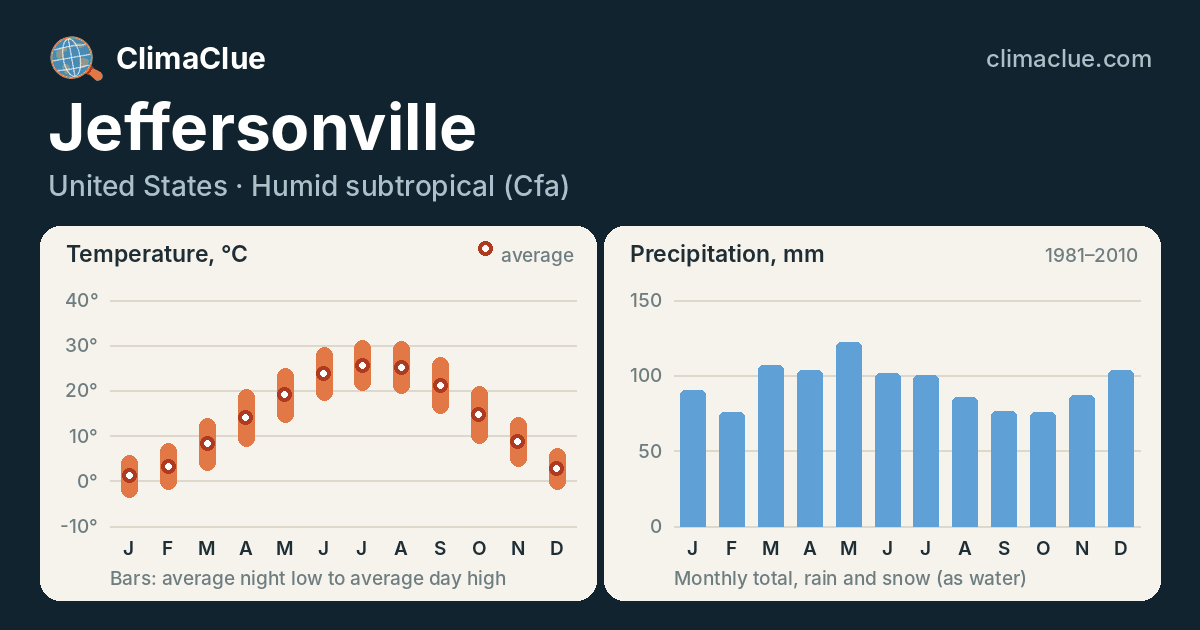 ClimaClue
climaclue.com
Jeffersonville
United States · Humid subtropical (Cfa)
Temperature, °C
average
40°
30°
20°
10°
0°
-10°
J F M A M J J A S O N D
Bars: average night low to average day high
Precipitation, mm
1981–2010
150
100
50
0
J F M A M J J A S O N D
Monthly total, rain and snow (as water)